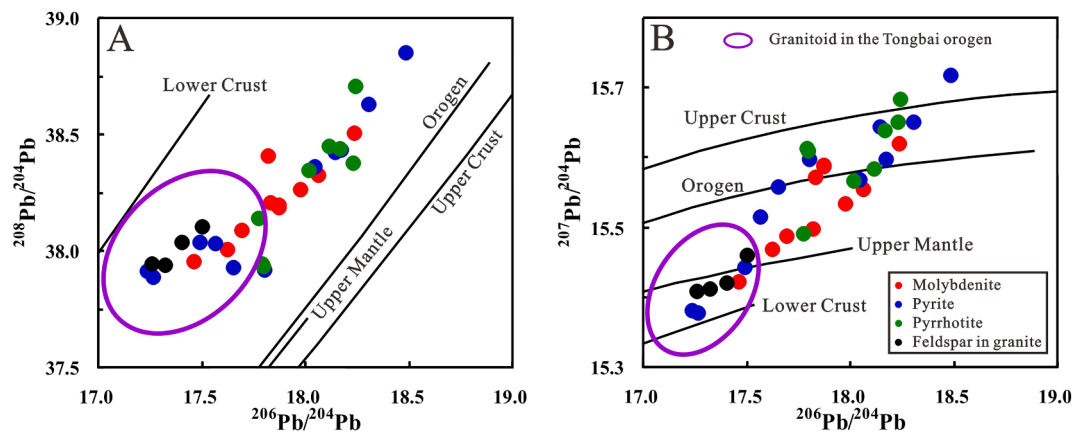 A
39.0
38.5
38.0
37.5
208Pb/204Pb
Lower Crust
Orogen
Upper Crust
Upper Mantle
17.0 17.5 18.0 18.5 19.0
206Pb/204Pb
B
Granitoid in the Tongbai orogen
15.7
15.5
15.3
207Pb/204Pb
Upper Crust
Orogen
Upper Mantle
Lower Crust
Molybdenite
Pyrite
Pyrrhotite
Feldspar in granite
17.0 17.5 18.0 18.5 19.0
206Pb/204Pb